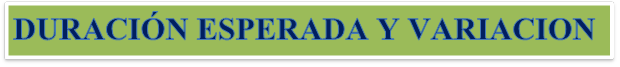 DURACIÓN ESPERADA Y VARIACION